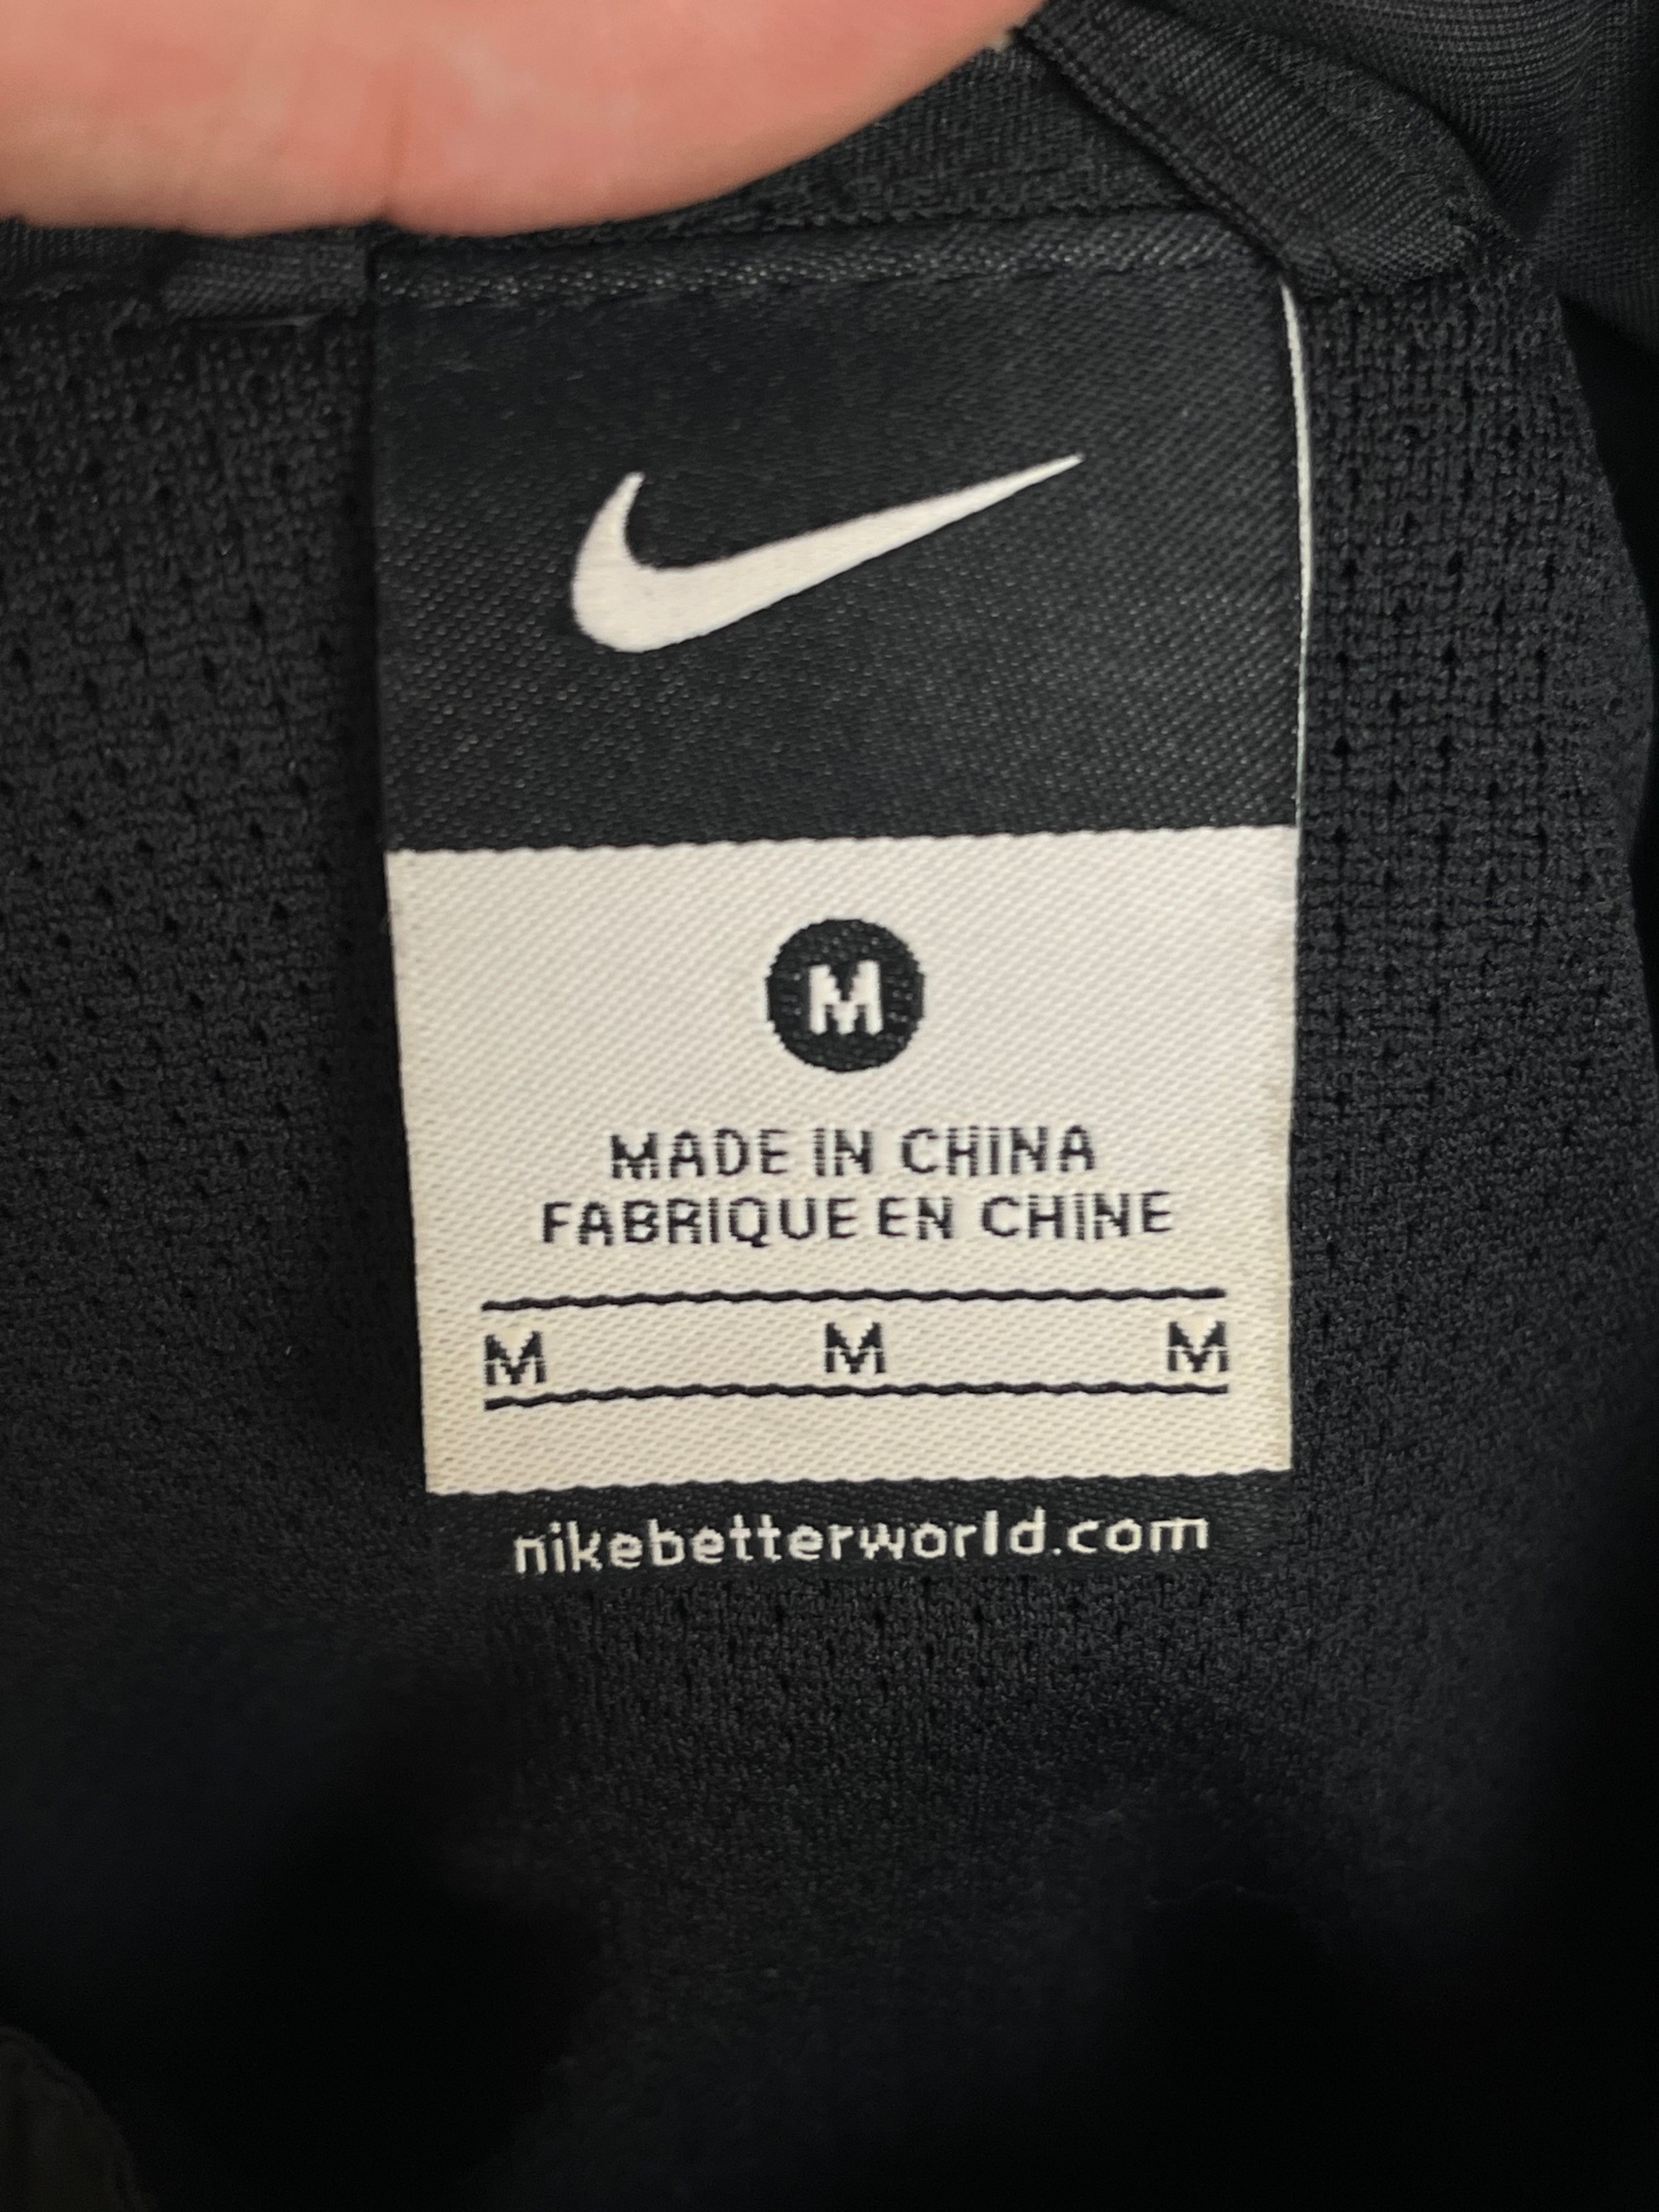 M
MADE IN CHINA
FABRIQUE EN CHINE
M M M
nikebetterworld.com